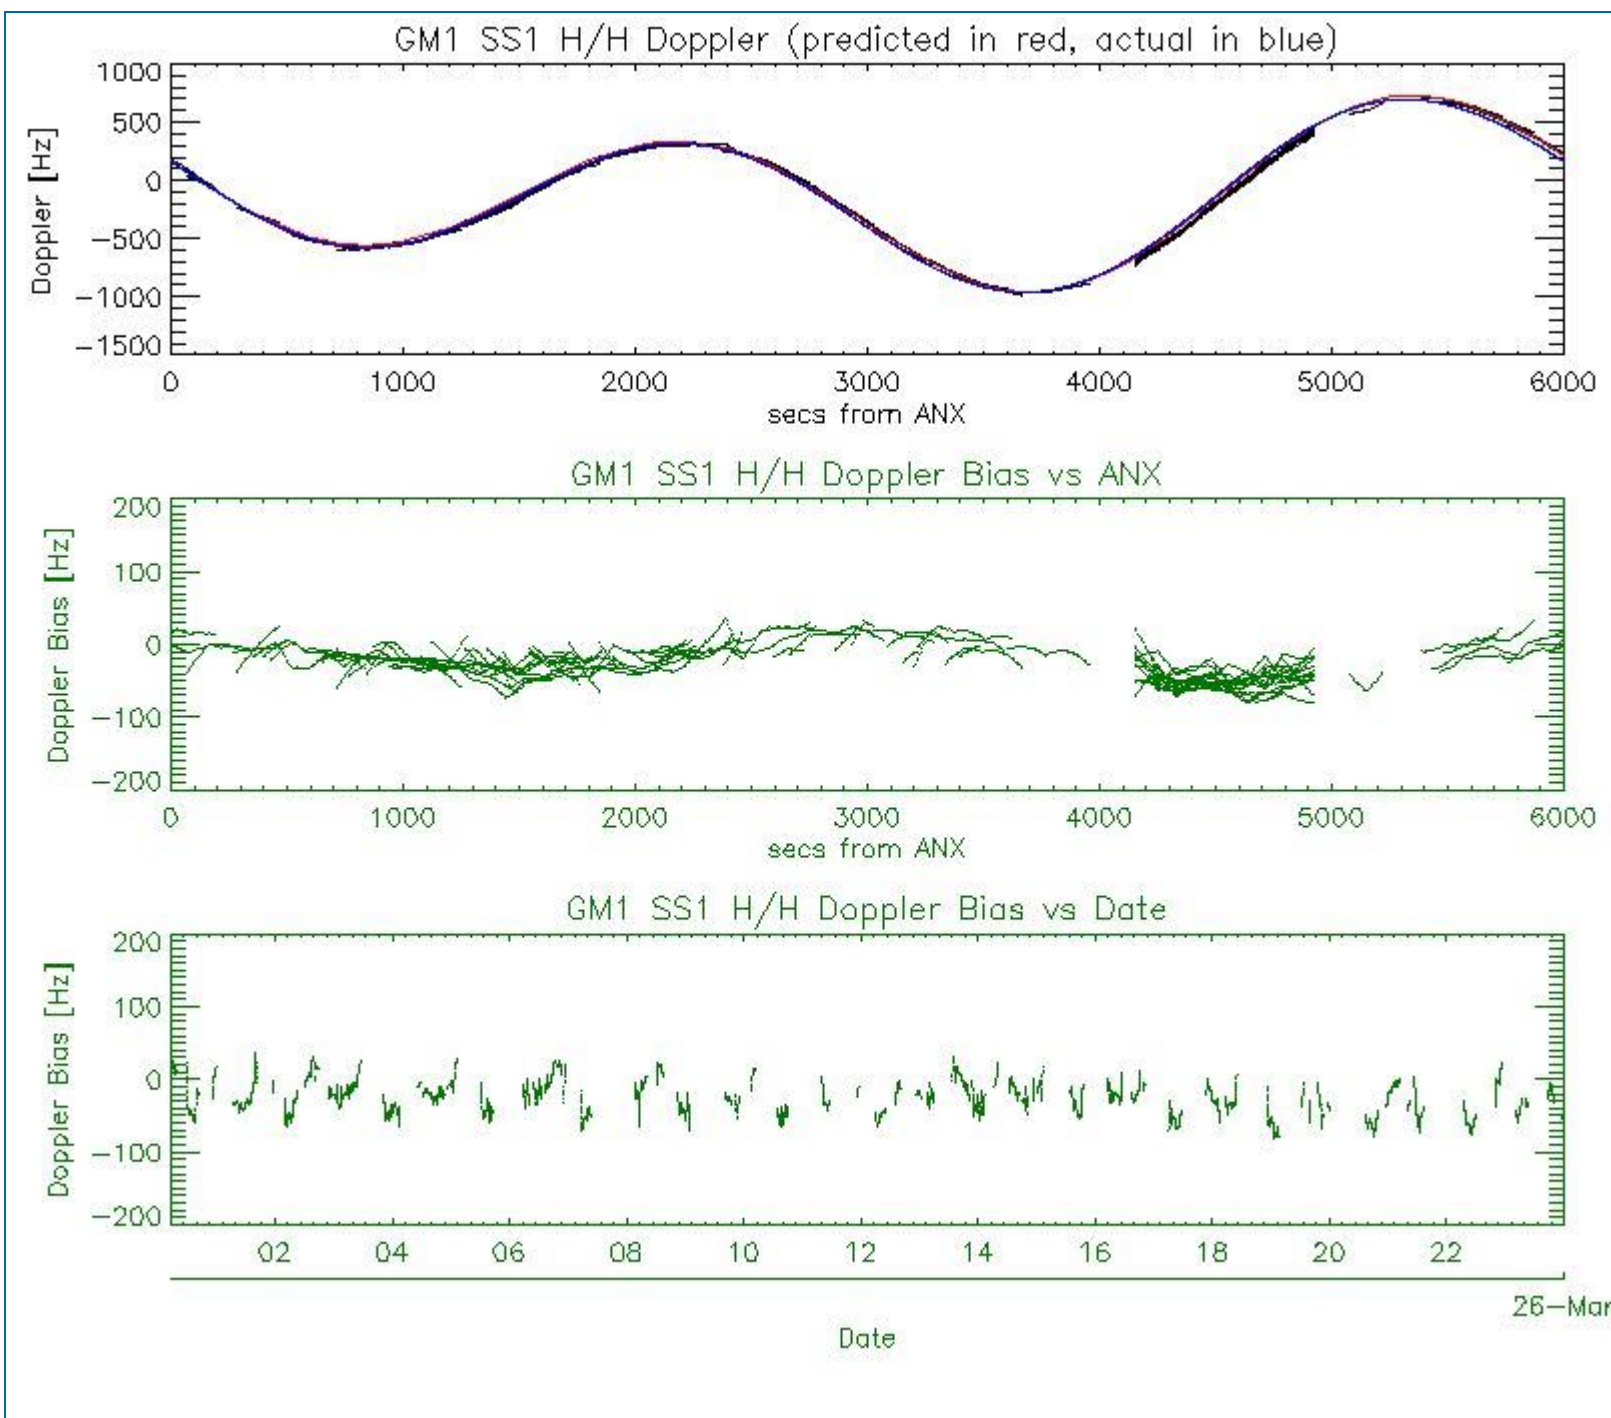 GM1 SS1 H/H Doppler (predicted in red, actual in blue)
Doppler [Hz]
1000
500
0
−500
−1000
−1500
0 1000 2000 3000 4000 5000 6000
secs from ANX
GM1 SS1 H/H Doppler Bias vs ANX
Doppler Bias [Hz]
200
100
0
−100
−200
0 1000 2000 3000 4000 5000 6000
secs from ANX
GM1 SS1 H/H Doppler Bias vs Date
Doppler Bias [Hz]
200
100
0
−100
−200
02 04 06 08 10 12 14 16 18 20 22
26−Mar
Date